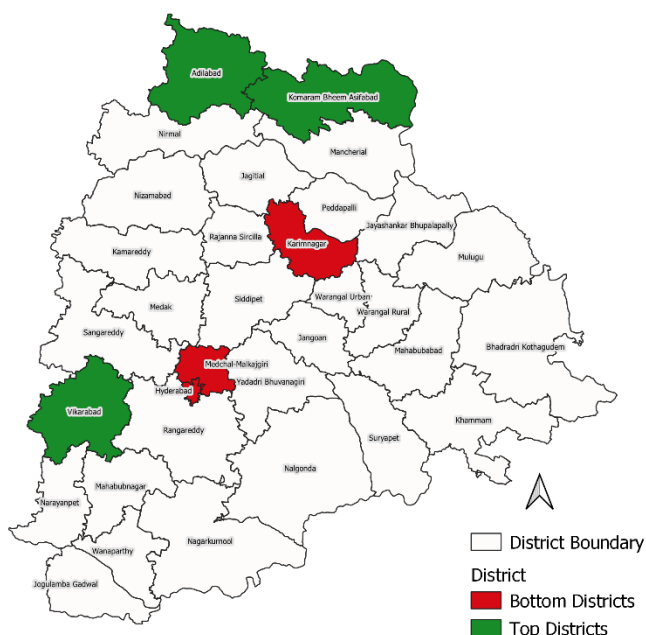 Adilabad
Komaram Bheem Asifabad
Nirmal
Mancherial
Jagitial
Nizamabad
Peddapalli
Jayashankar Bhupalapally
Rajanna Sircilla
Karimnagar
Kamareddy
Mulugu
Siddipet
Warangal Urban
Medak
Warangal Rural
Sangareddy
Jangoan
Mahabubabad
Bhadradri Kothagudem
Medchal-Malkajgiri
Yadadri Bhuvanagiri
Hyderabad
Vikarabad
Khammam
Rangareddy
Suryapet
Nalgonda
Mahabubnagar
Narayanpet
Nagarkurnool
Wanaparthy
Jogulamba Gadwal
District Boundary
District
Bottom Districts
Top Districts